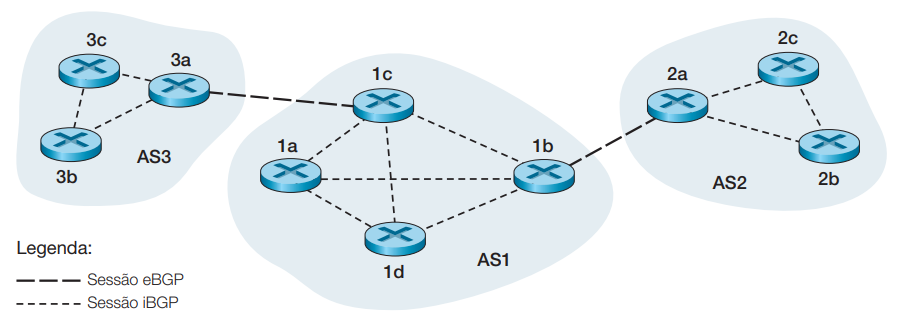 3c
3a
3b
AS3
1c
1a
1b
1d
AS1
2a
2c
2b
AS2
Legenda:
Sessão eBGP
Sessão iBGP